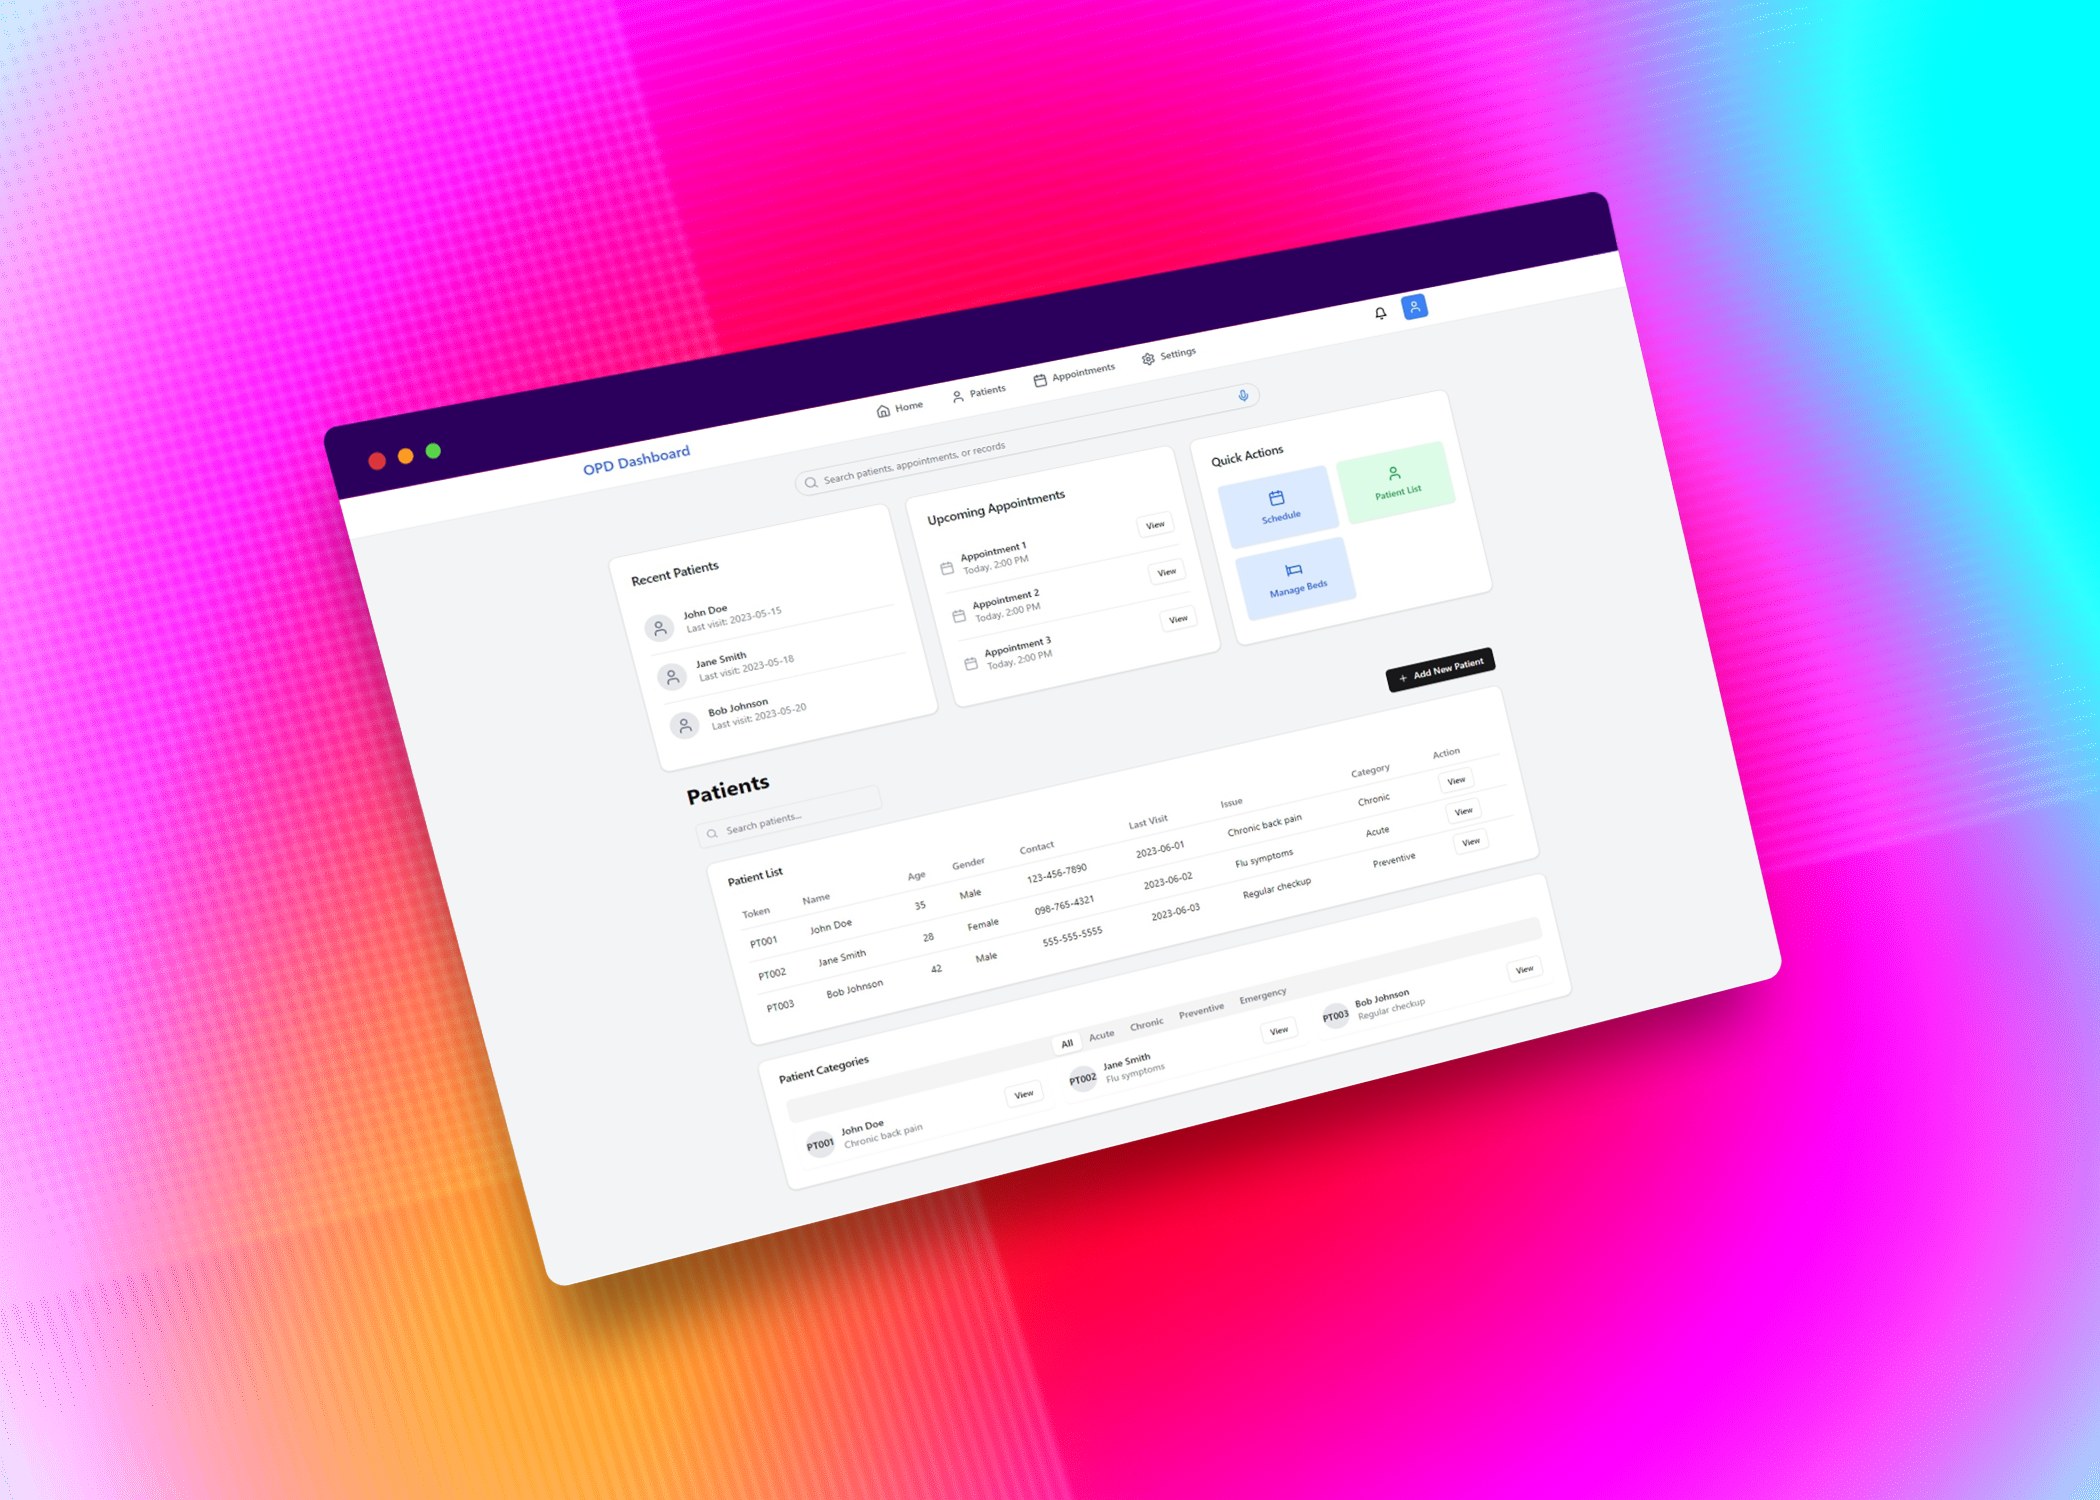 OPD Dashboard
Home
Patients
Appointments
Settings
Search patients, appointments, or records
Recent Patients
John Doe
Last visit: 2023-05-15
Jane Smith
Last visit: 2023-05-18
Bob Johnson
Last visit: 2023-05-20
Upcoming Appointments
Appointment 1
Today, 2:00 PM
View
Appointment 2
Today, 2:00 PM
View
Appointment 3
Today, 2:00 PM
View
Quick Actions
Schedule
Patient List
Manage Beds
Patients
+ Add New Patient
Search patients...
Patient List
Token Name Age Gender Contact Last Visit Issue Category Action
PT001 John Doe 35 Male 123-456-7890 2023-06-01 Chronic back pain Chronic View
PT002 Jane Smith 28 Female 098-765-4321 2023-06-02 Flu symptoms Acute View
PT003 Bob Johnson 42 Male 555-555-5555 2023-06-03 Regular checkup Preventive View
Patient Categories
All Acute Chronic Preventive Emergency
PT001
John Doe
Chronic back pain
View
PT002
Jane Smith
Flu symptoms
View
PT003
Bob Johnson
Regular checkup
View